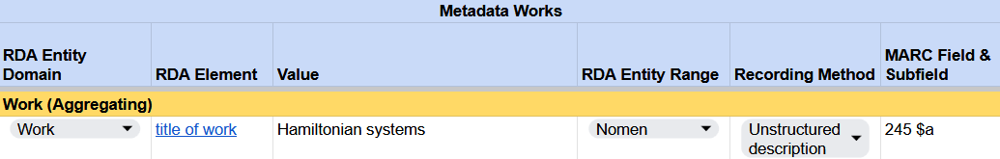 Metadata Works
RDA Entity Domain RDA Element Value RDA Entity Range Recording Method MARC Field & Subfield
Work (Aggregating)
Work title of work Hamiltonian systems Nomen Unstructured description 245 $a